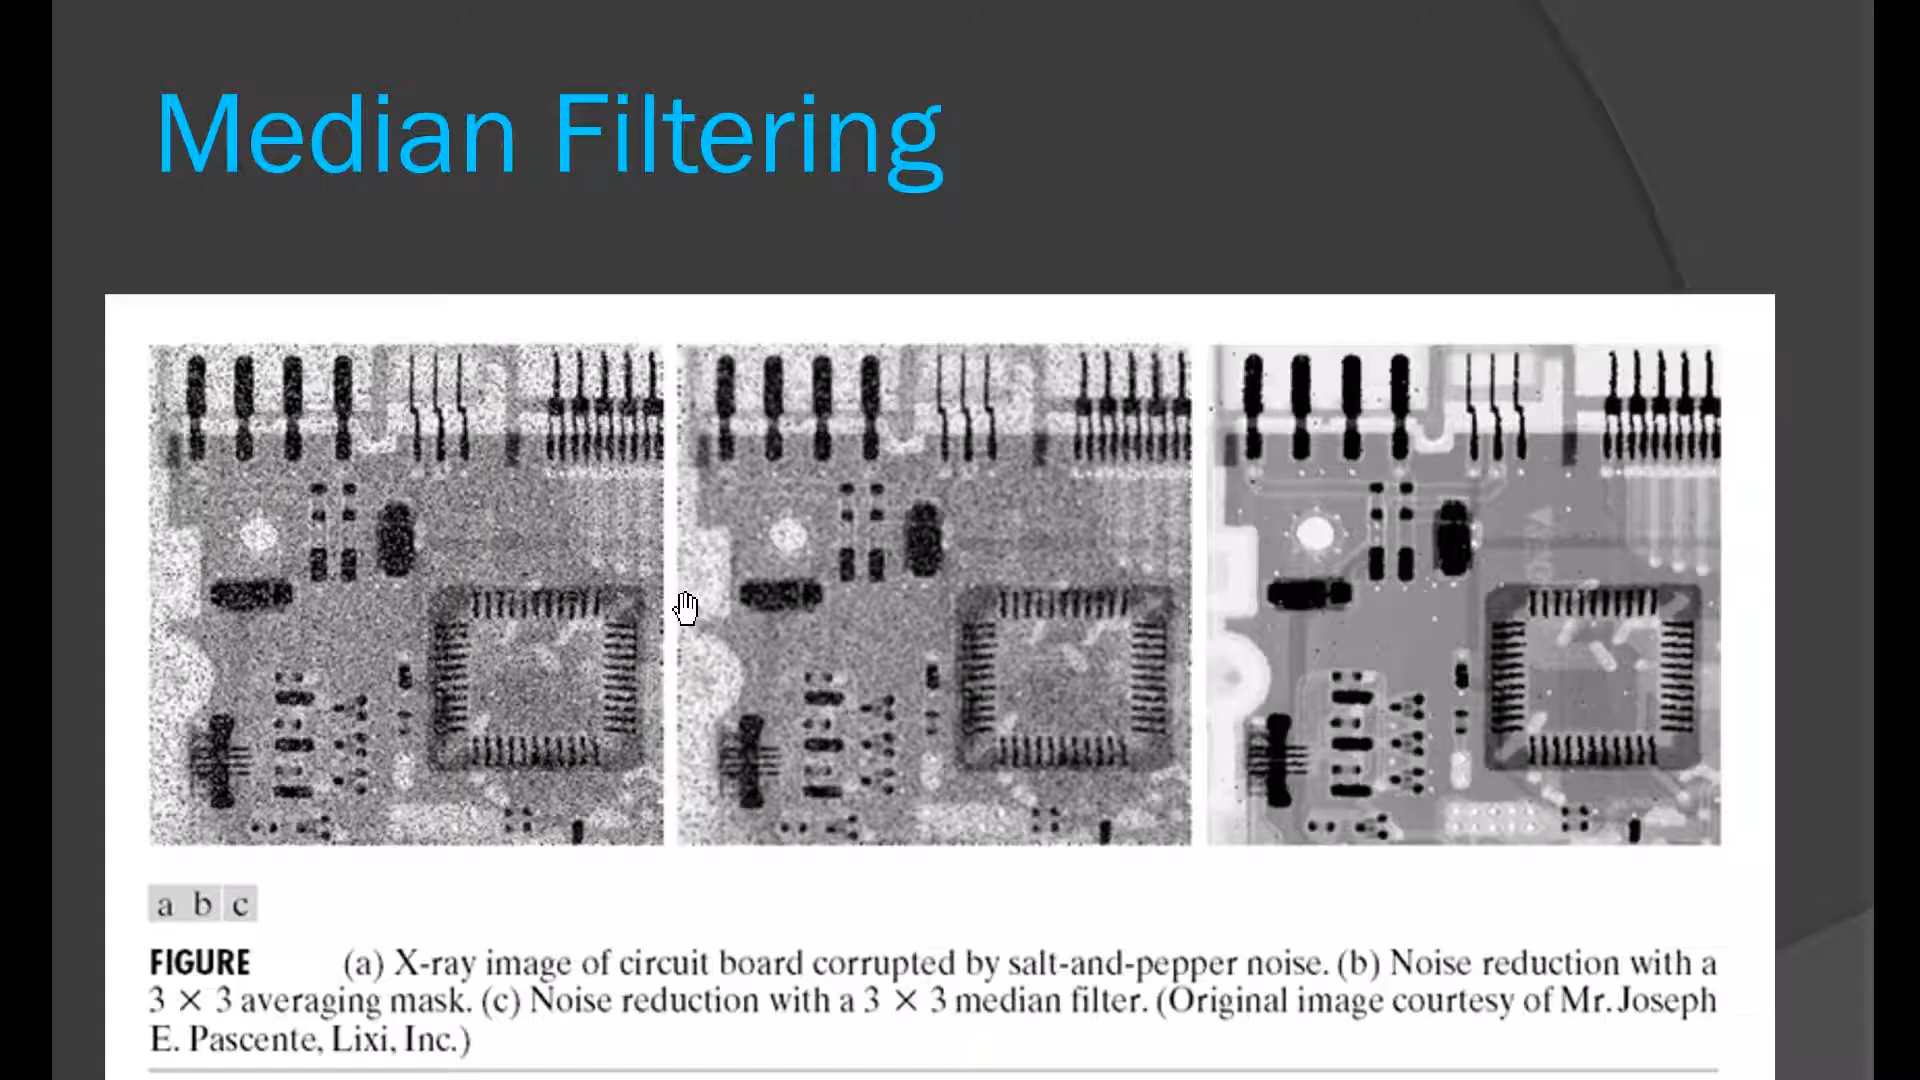 Median Filtering
a b c
FIGURE (a) X-ray image of circuit board corrupted by salt-and-pepper noise. (b) Noise reduction with a
3 × 3 averaging mask. (c) Noise reduction with a 3 × 3 median filter. (Original image courtesy of Mr. Joseph
E. Pascente, Lixi, Inc.)